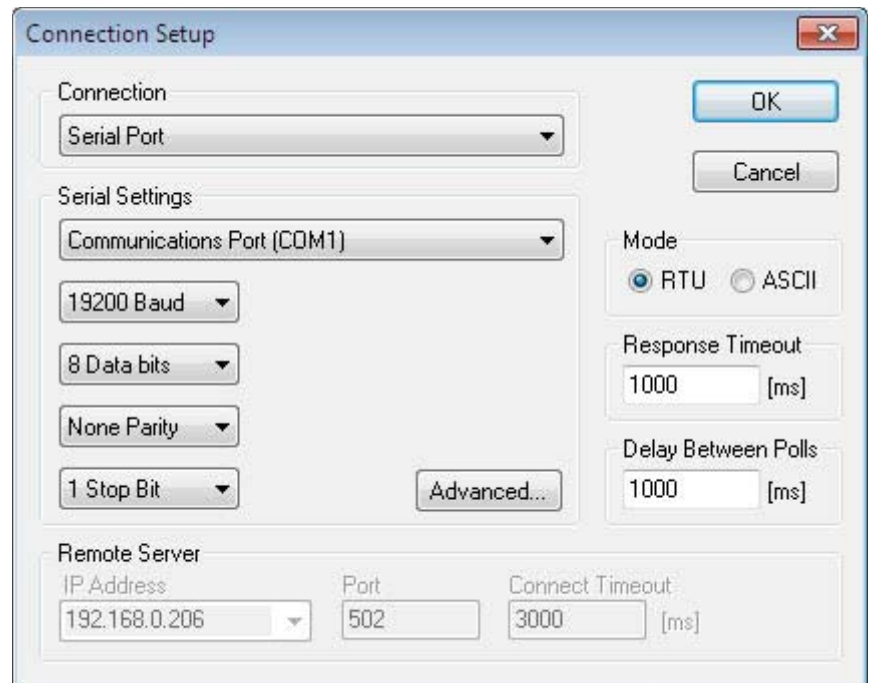 Connection Setup
Connection
Serial Port
OK
Cancel
Serial Settings
Communications Port (COM1)
19200 Baud
8 Data bits
None Parity
1 Stop Bit
Advanced...
Mode
RTU ASCII
Response Timeout
1000 [ms]
Delay Between Polls
1000 [ms]
Remote Server
IP Address Port Connect Timeout
192.168.0.206 502 3000 [ms]